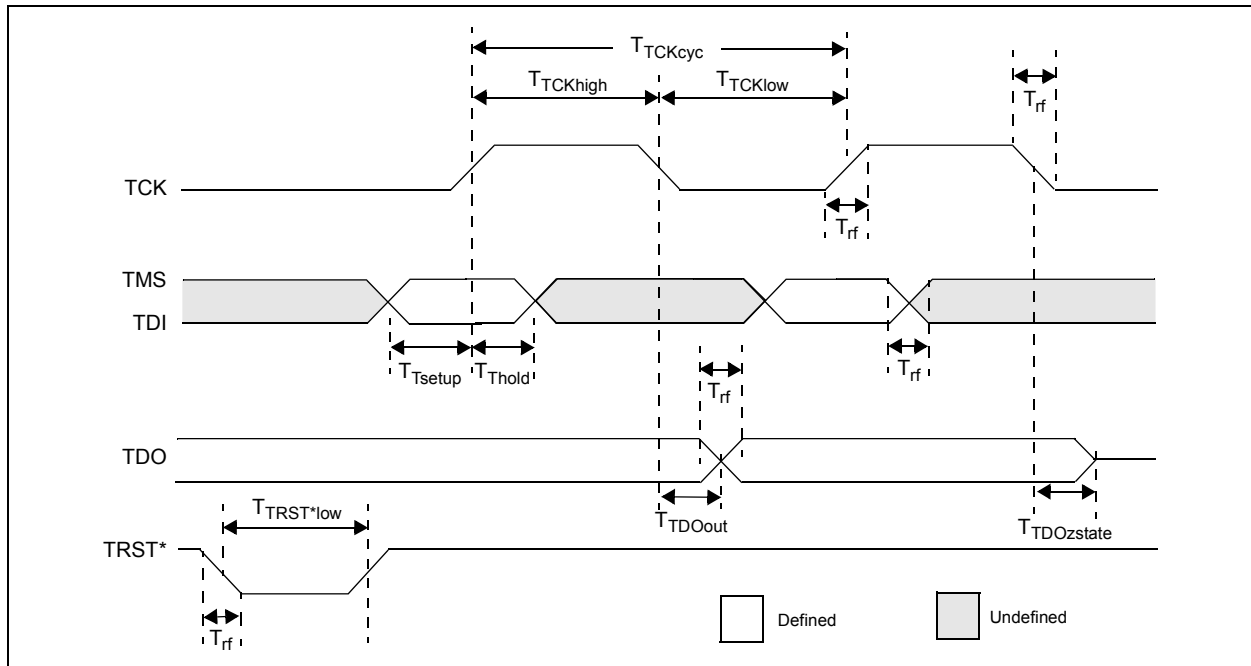 TTCKcyc
TTCKhigh
TTCKlow
Trf
TCK
Trf
TMS
TDI
TTsetup
TThold
Trf
Trf
TDO
TTDOout
TTDOzstate
TTRST*low
TRST*
Trf
Defined
Undefined